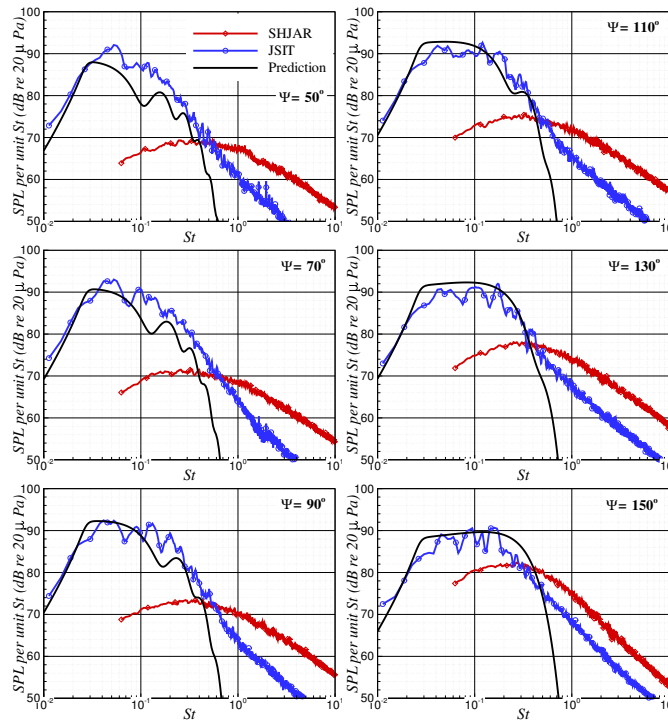 100
90
80
70
60
50
10⁻²
10⁻¹
10⁰
10¹
St
SPL per unit St (dB re 20 μ Pa)
SHJAR
JSIT
Prediction
Ψ = 50°
100
90
80
70
60
50
10⁻²
10⁻¹
10⁰
10¹
St
SPL per unit St (dB re 20 μ Pa)
Ψ = 110°
100
90
80
70
60
50
10⁻²
10⁻¹
10⁰
10¹
St
SPL per unit St (dB re 20 μ Pa)
Ψ = 70°
100
90
80
70
60
50
10⁻²
10⁻¹
10⁰
10¹
St
SPL per unit St (dB re 20 μ Pa)
Ψ = 130°
100
90
80
70
60
50
10⁻²
10⁻¹
10⁰
10¹
St
SPL per unit St (dB re 20 μ Pa)
Ψ = 90°
100
90
80
70
60
50
10⁻²
10⁻¹
10⁰
10¹
St
SPL per unit St (dB re 20 μ Pa)
Ψ = 150°